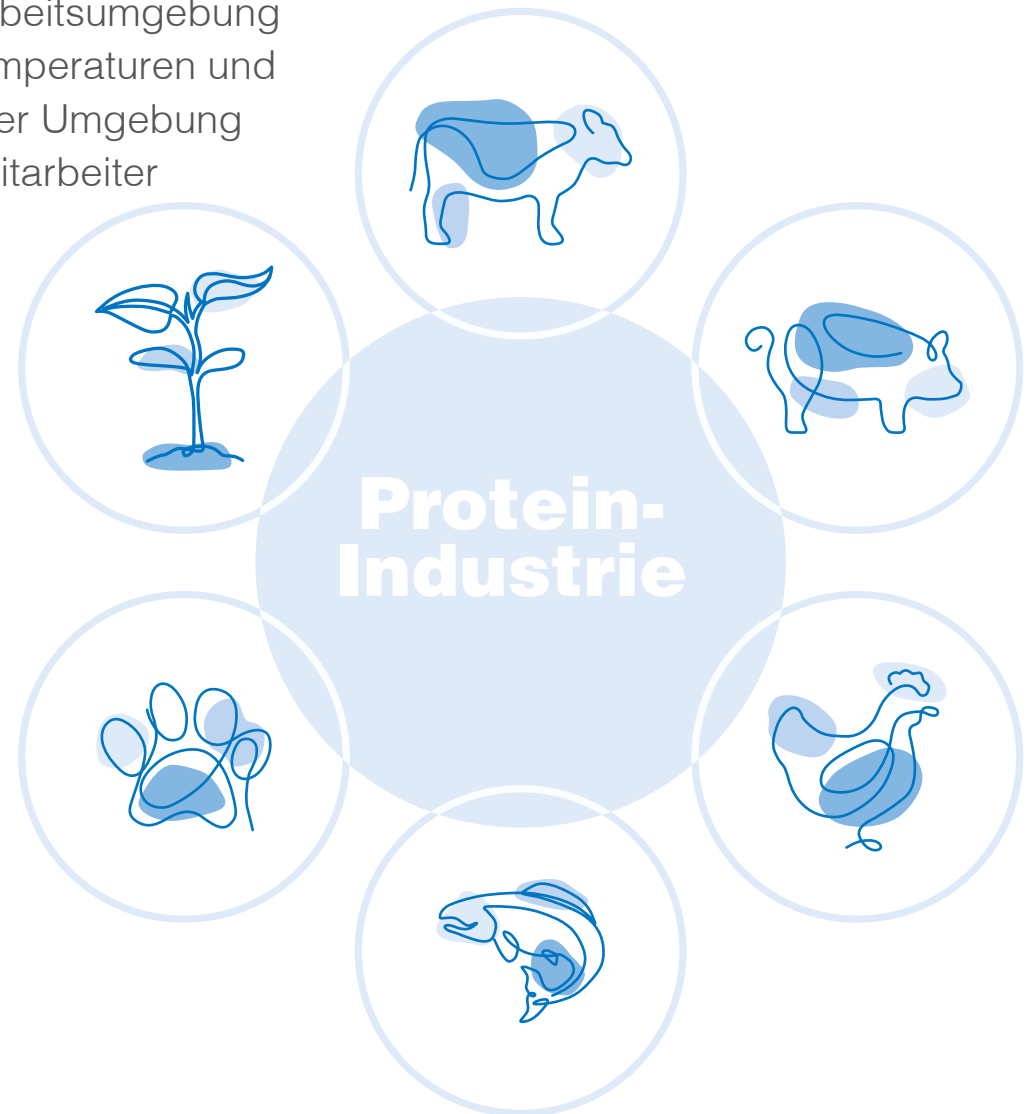 beitsumgebung
mperaturen und
er Umgebung
itarbeiter
Protein-
Industrie